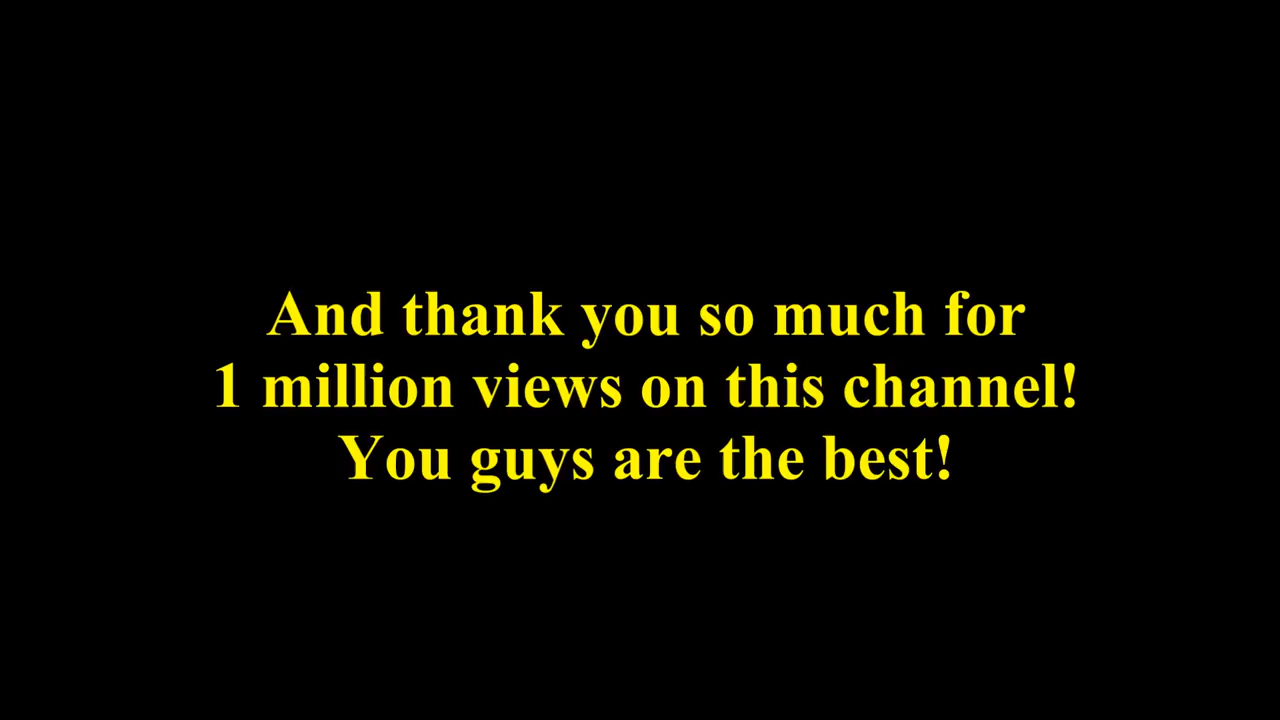 And thank you so much for
1 million views on this channel!
You guys are the best!